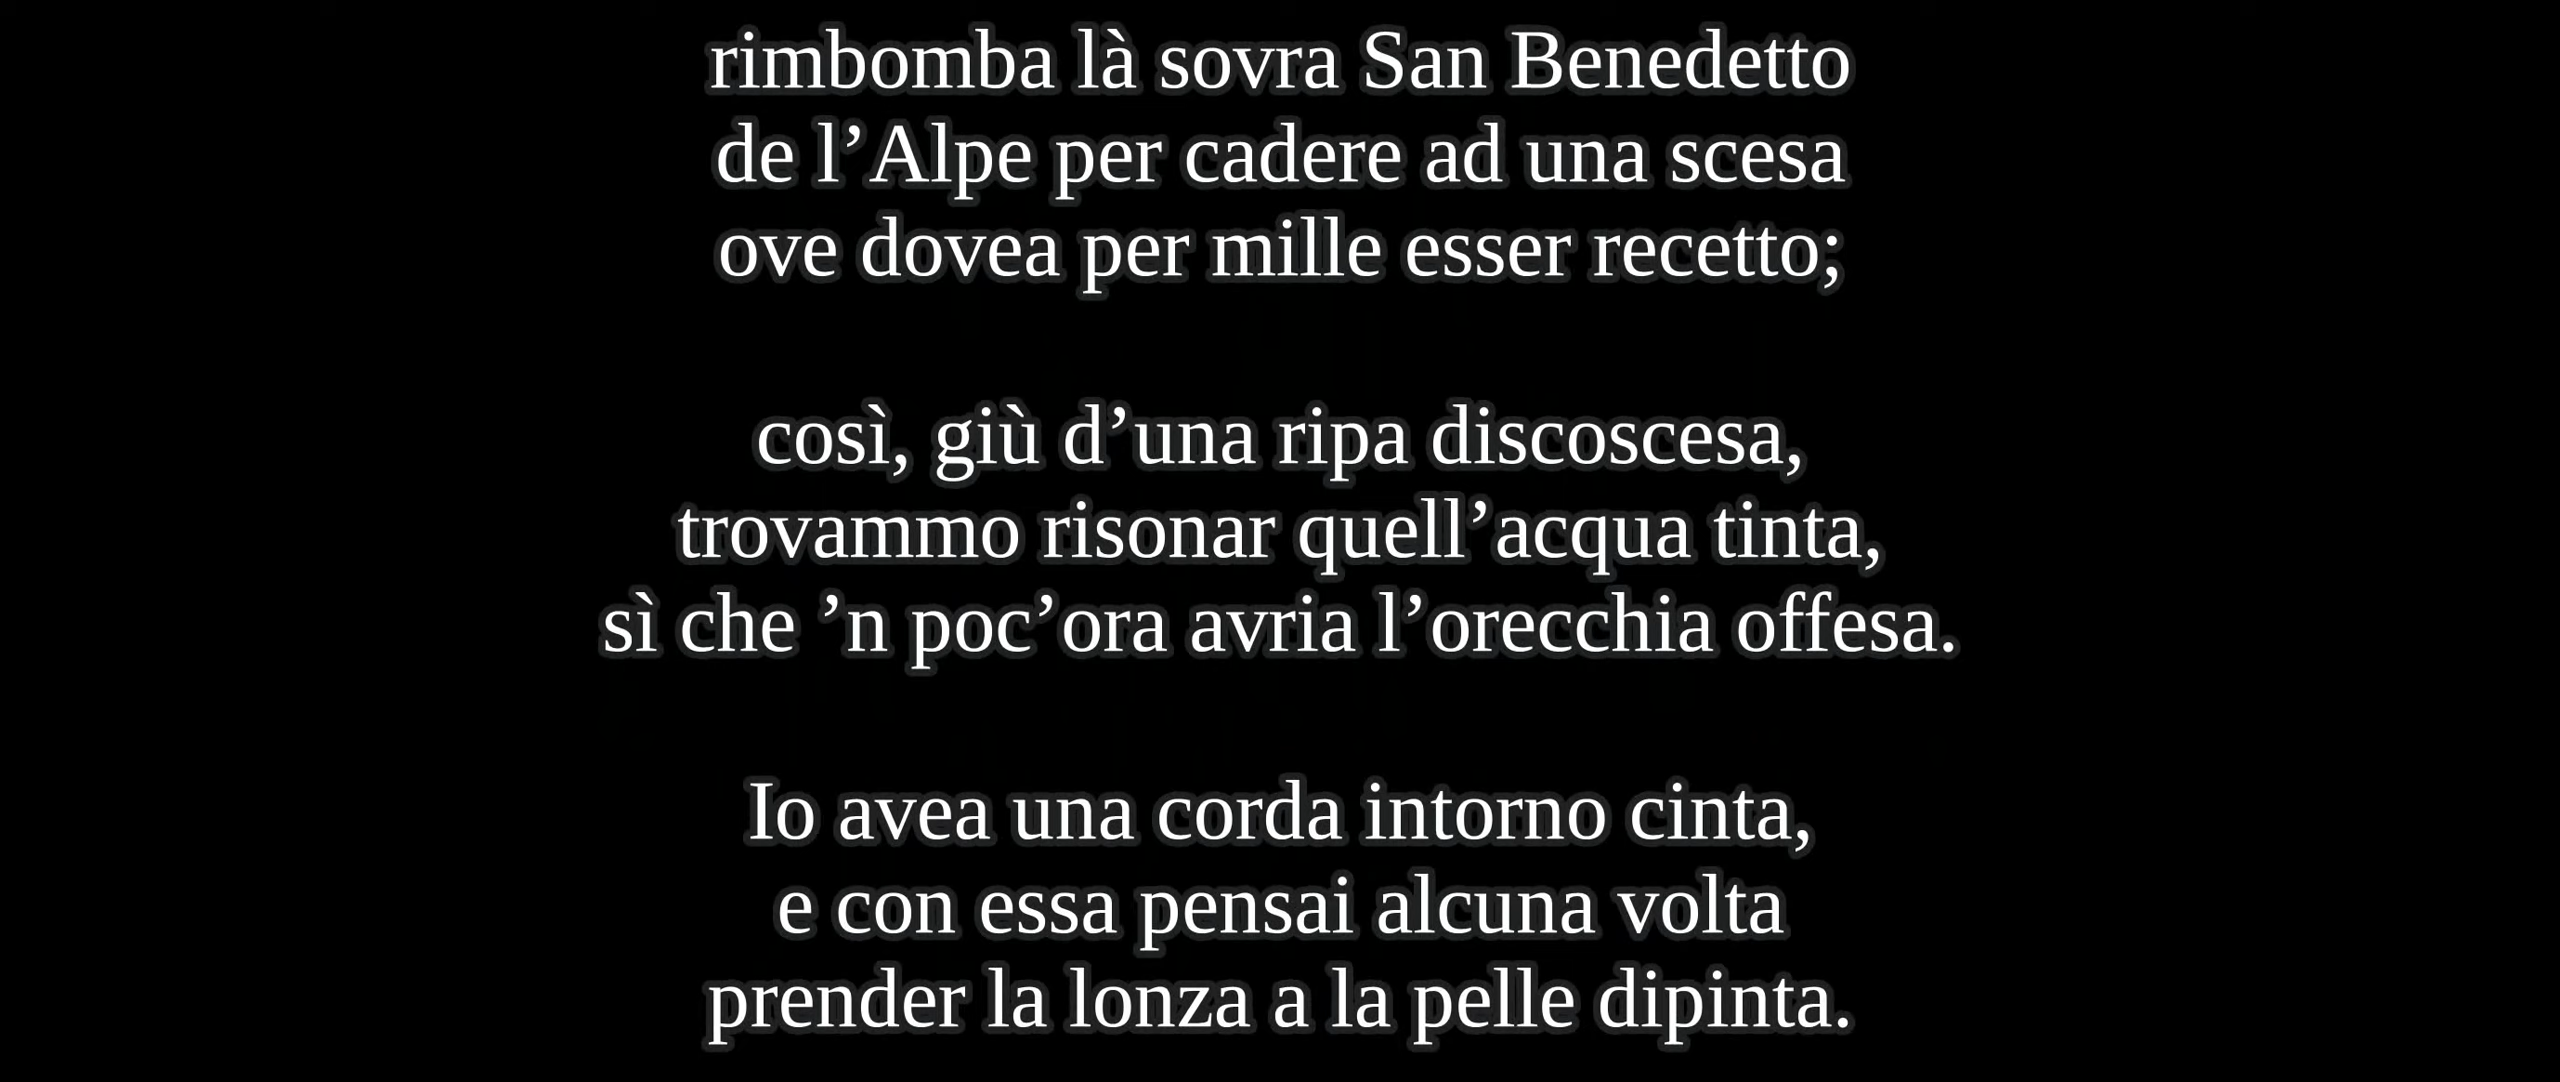 rimbomba là sovra San Benedetto
de l’Alpe per cadere ad una scesa
ove dovea per mille esser recetto;
così, giù d’una ripa discoscesa,
trovammo risonar quell’acqua tinta,
sì che ’n poc’ora avria l’orecchia offesa.
Io avea una corda intorno cinta,
e con essa pensai alcuna volta
prender la lonza a la pelle dipinta.